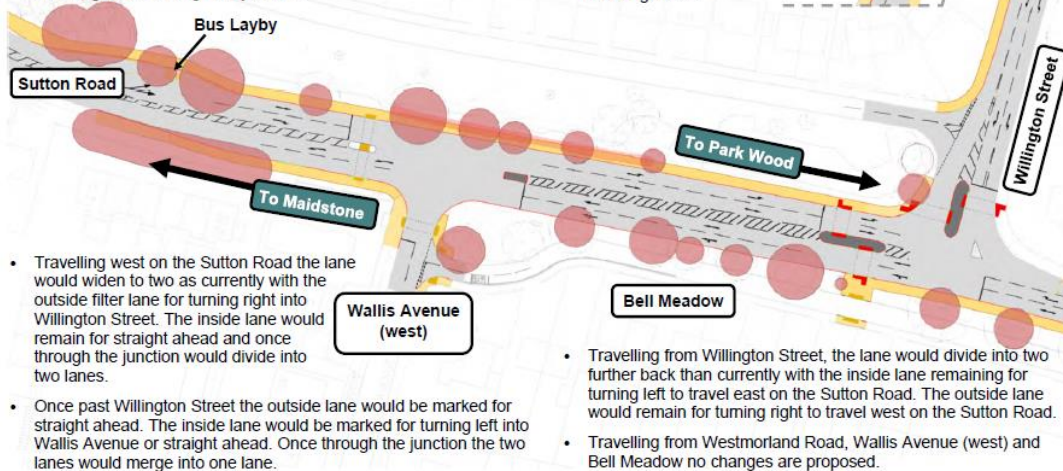 Bus Layby
Sutton Road
Willington Street
To Park Wood
To Maidstone
Wallis Avenue
(west)
Bell Meadow
• Travelling west on the Sutton Road the lane
would widen to two as currently with the
outside filter lane for turning right into
Willington Street. The inside lane would
remain for straight ahead and once
through the junction would divide into
two lanes.
• Once past Willington Street the outside lane would be marked for
straight ahead. The inside lane would be marked for turning left into
Wallis Avenue or straight ahead. Once through the junction the two
lanes would merge into one lane.
• Travelling from Willington Street, the lane would divide into two
further back than currently with the inside lane remaining for
turning left to travel east on the Sutton Road. The outside lane
would remain for turning right to travel west on the Sutton Road.
• Travelling from Westmorland Road, Wallis Avenue (west) and
Bell Meadow no changes are proposed.